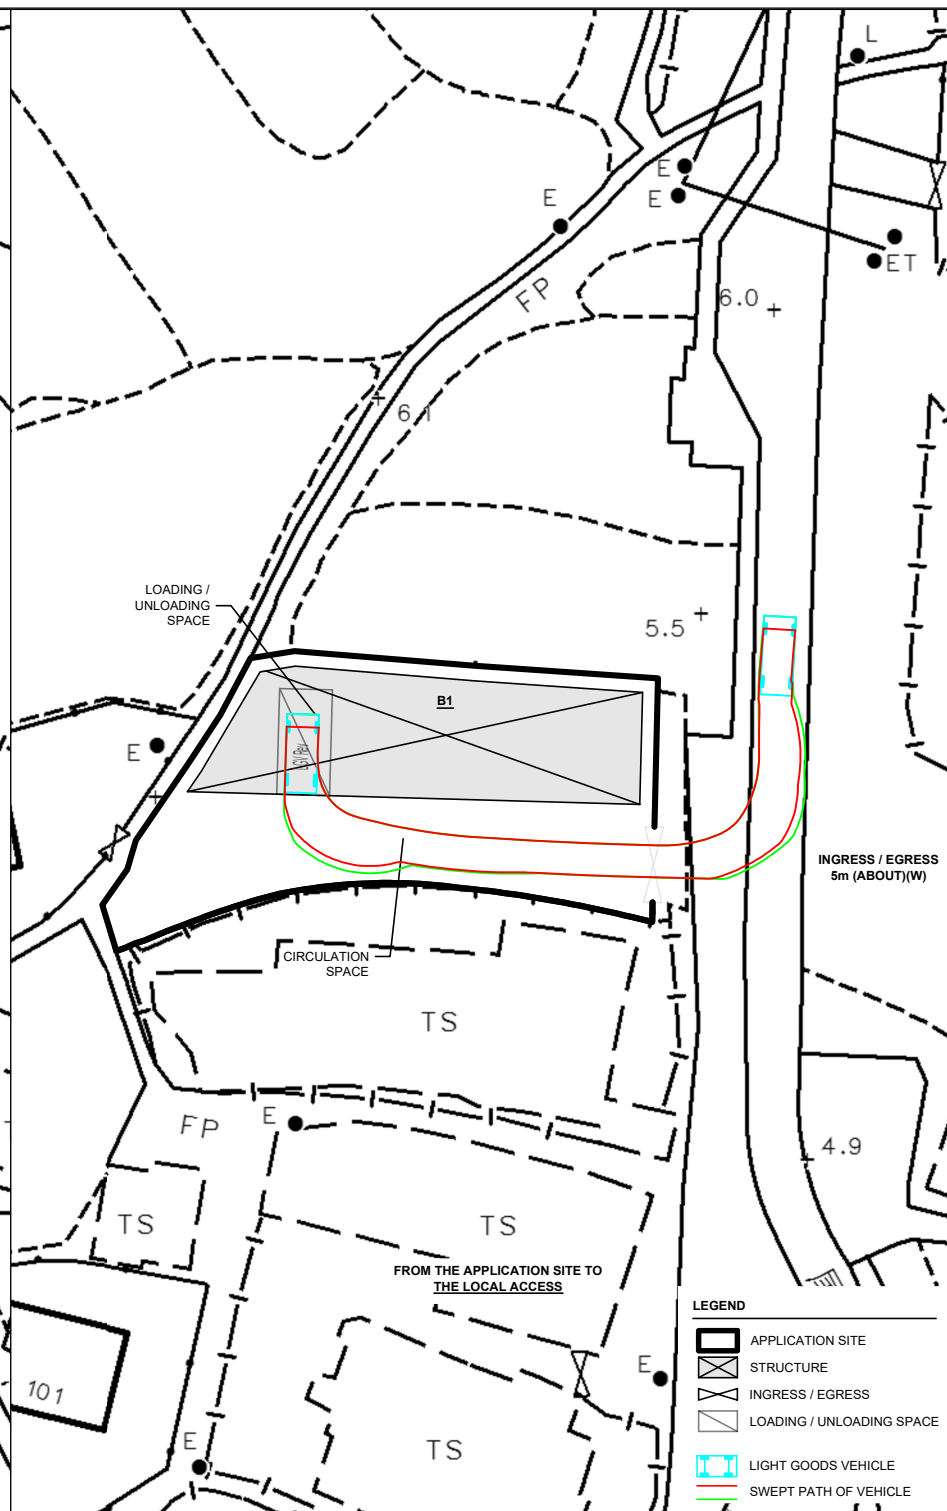 L
E
E
E
ET
FP
6.0
6.1
LOADING /
UNLOADING
SPACE
5.5
B1
E
LGV Rev
INGRESS / EGRESS
5m (ABOUT)(W)
CIRCULATION
SPACE
TS
FP
E
4.9
TS
TS
FROM THE APPLICATION SITE TO
THE LOCAL ACCESS
LEGEND
APPLICATION SITE
STRUCTURE
INGRESS / EGRESS
LOADING / UNLOADING SPACE
LIGHT GOODS VEHICLE
SWEPT PATH OF VEHICLE
E
101
TS
E